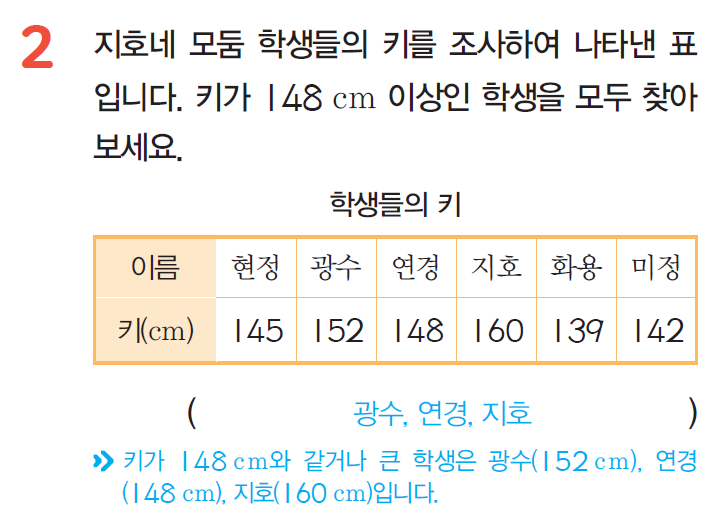 2 지호네 모둠 학생들의 키를 조사하여 나타낸 표
입니다. 키가 148 cm 이상인 학생을 모두 찾아
보세요.
학생들의 키
이름 현정 광수 연경 지호 화용 미정
키(cm) 145 152 148 160 139 142
( 광수, 연경, 지호 )
» 키가 148 cm와 같거나 큰 학생은 광수(152 cm), 연경
(148 cm), 지호(160 cm)입니다.